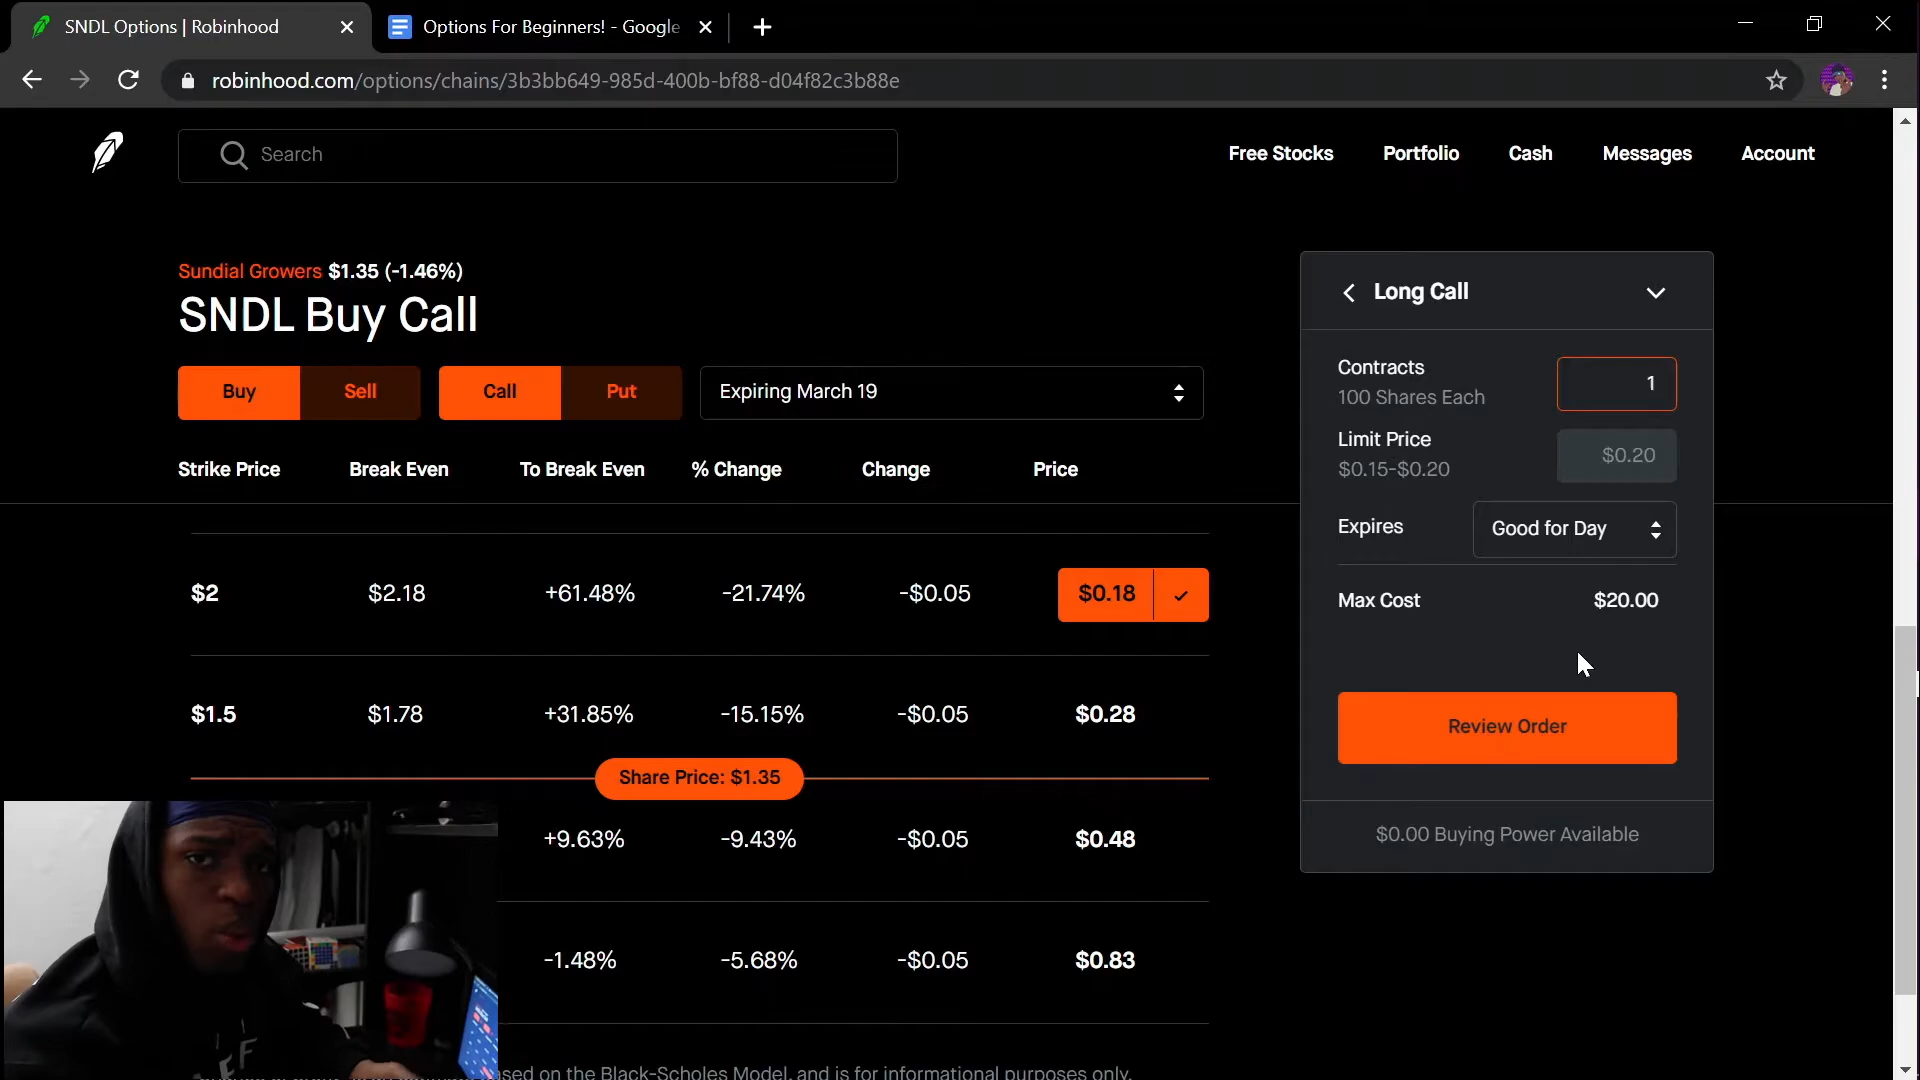 SNDL Options | Robinhood
Options For Beginners! - Google
robinhood.com/options/chains/3b3bb649-985d-400b-bf88-d04f82c3b88e
Search
Free Stocks Portfolio Cash Messages Account
Sundial Growers $1.35 (-1.46%)
SNDL Buy Call
Buy Sell Call Put Expiring March 19
Strike Price Break Even To Break Even % Change Change Price
$2 $2.18 +61.48% -21.74% -$0.05 $0.18
$1.5 $1.78 +31.85% -15.15% -$0.05 $0.28
Share Price: $1.35
+9.63% -9.43% -$0.05 $0.48
-1.48% -5.68% -$0.05 $0.83
based on the Black-Scholes Model, and is for informational purposes only.
Long Call
Contracts 1
100 Shares Each
Limit Price $0.20
$0.15-$0.20
Expires Good for Day
Max Cost $20.00
Review Order
$0.00 Buying Power Available